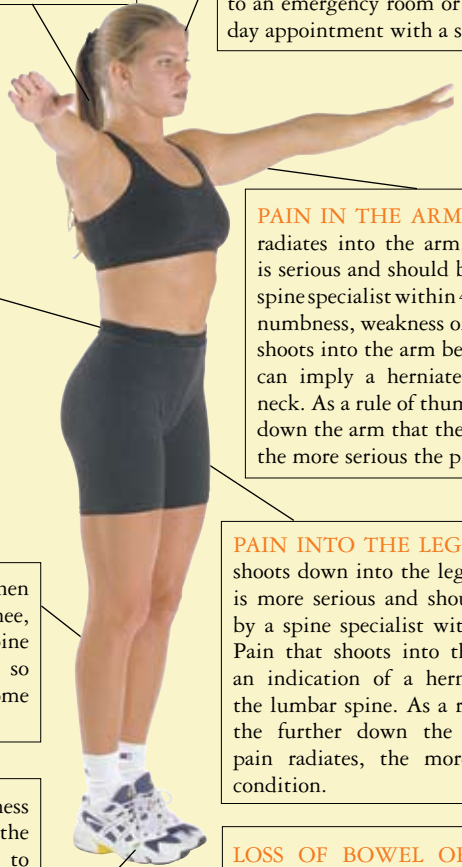 to an emergency room or
day appointment with a s
PAIN IN THE ARM
radiates into the arm
is serious and should b
spine specialist within 4
numbness, weakness o
shoots into the arm be
can imply a herniate
neck. As a rule of thum
down the arm that the
the more serious the p
PAIN INTO THE LEG
shoots down into the leg
is more serious and shou
by a spine specialist wit
Pain that shoots into th
an indication of a hern
the lumbar spine. As a r
the further down the
pain radiates, the mor
condition.
hen
nee,
pine
so
ome
ness
the
to
LOSS OF BOWEL OR